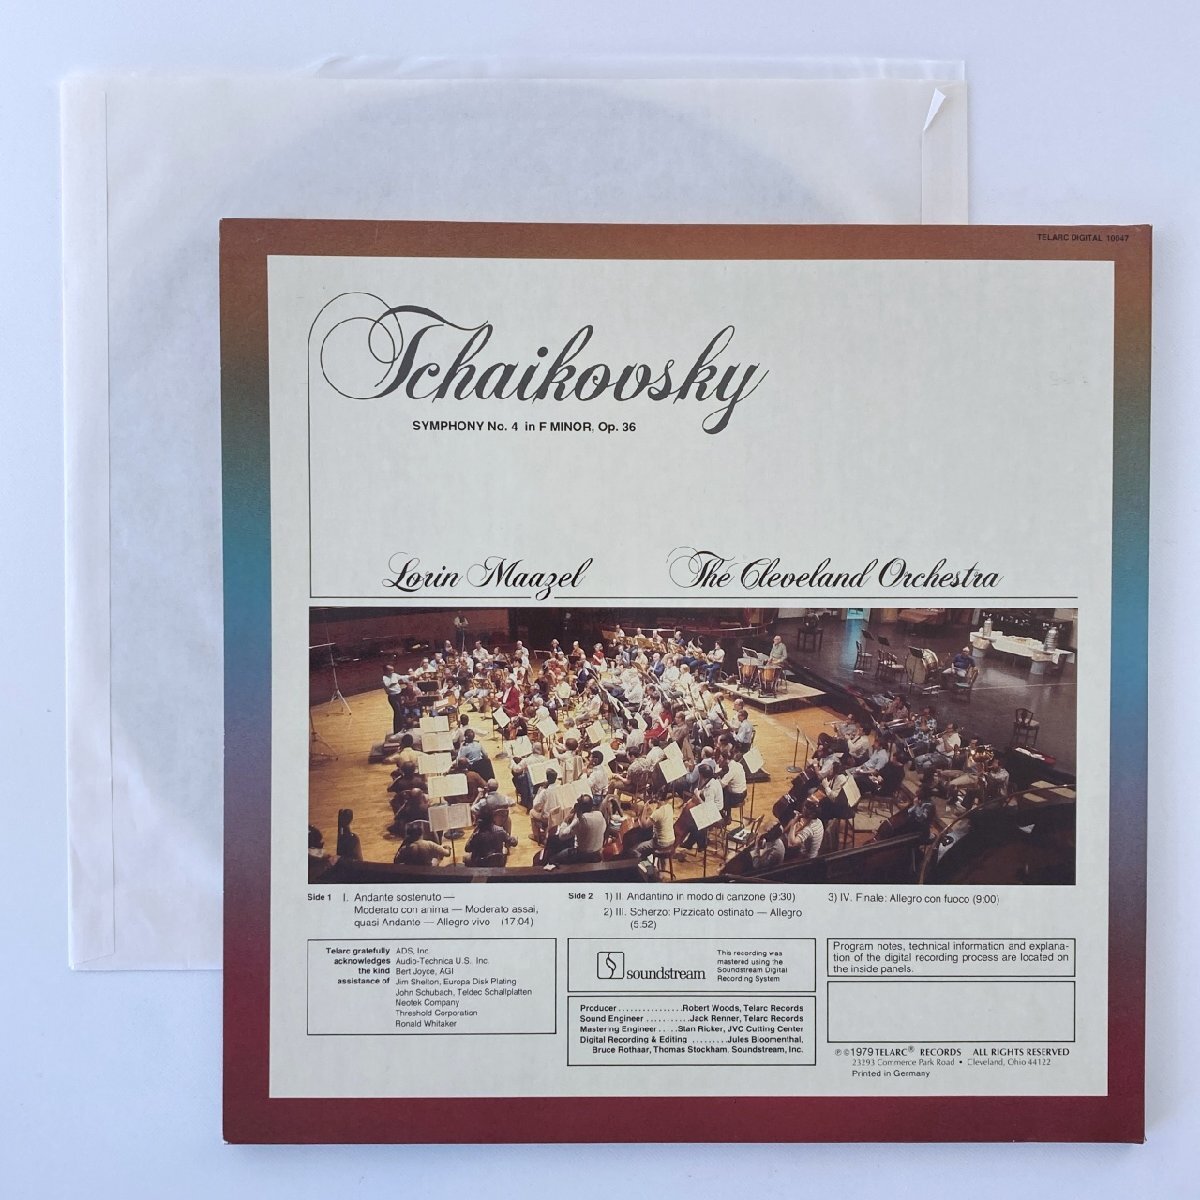 TELARC DIGITAL 10047
Tchaikovsky
SYMPHONY No. 4 in F MINOR, Op. 36
Lorin Maazel The Cleveland Orchestra
Side 1 I. Andante sostenuto —
Moderato con anima — Moderato assai,
quasi Andante — Allegro vivo (17:04)
Side 2 1) II. Andantino in modo di canzone (9:30)
2) III. Scherzo: Pizzicato ostinato — Allegro
(5:52)
3) IV. Finale: Allegro con fuoco (9:00)
Telarc gratefully
acknowledges
the kind
assistance of
ADS, Inc.
Audio-Technica U.S. Inc.
Bert Joyce, AGI
Jim Shelton, Europa Disk Plating
John Schubach, Teldec Schallplatten
Neotek Company
Threshold Corporation
Ronald Whitaker
soundstream
This recording was
mastered using the
Soundstream Digital
Recording System
Producer ................Robert Woods, Telarc Records
Sound Engineer ...........Jack Renner, Telarc Records
Mastering Engineer .....Stan Ricker, JVC Cutting Center
Digital Recording & Editing .........Jules Bloomenthal,
Bruce Rothaar, Thomas Stockham, Soundstream, Inc.
Program notes, technical information and explana-
tion of the digital recording process are located on
the inside panels.
℗©1979 TELARC® RECORDS ALL RIGHTS RESERVED
23293 Commerce Park Road • Cleveland, Ohio 44122
Printed in Germany